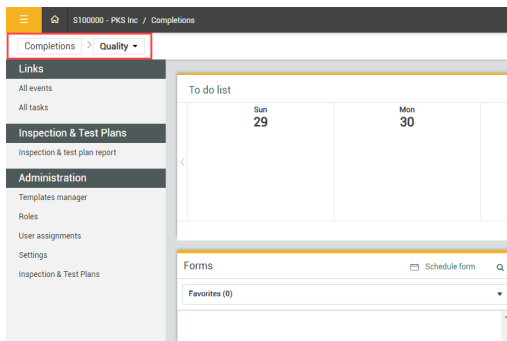 S100000 - PKS Inc / Completions
Completions > Quality
Links
All events
All tasks
Inspection & Test Plans
Inspection & test plan report
Administration
Templates manager
Roles
User assignments
Settings
Inspection & Test Plans
To do list
Sun Mon
29 30
Forms Schedule form
Favorites (0)